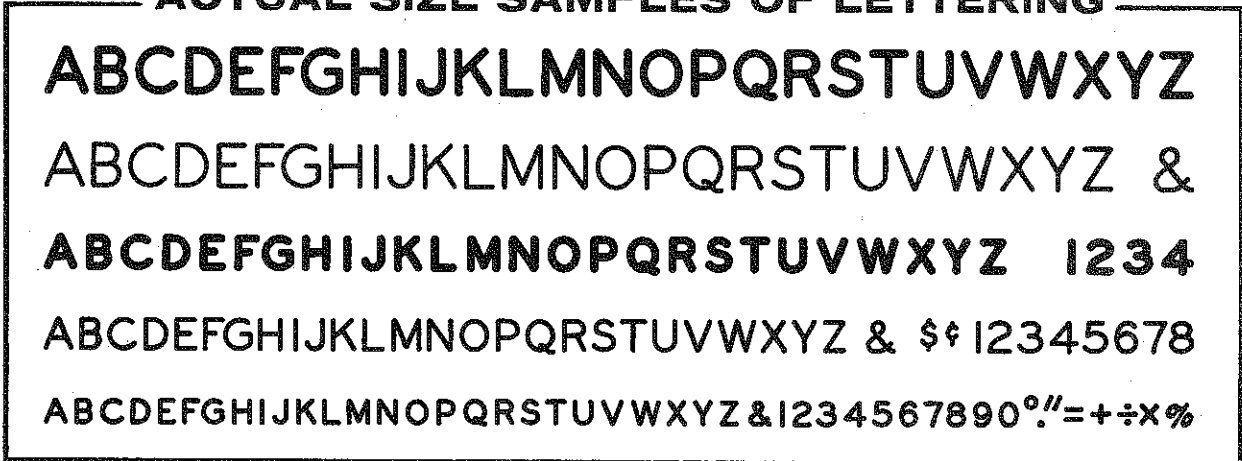 ACTUAL SIZE SAMPLES OF LETTERING
ABCDEFGHIJKLMNOPQRSTUVWXYZ
ABCDEFGHIJKLMNOPQRSTUVWXYZ &
ABCDEFGHIJKLMNOPQRSTUVWXYZ 1234
ABCDEFGHIJKLMNOPQRSTUVWXYZ & $¢ 12345678
ABCDEFGHIJKLMNOPQRSTUVWXYZ&1234567890°."=+÷x%